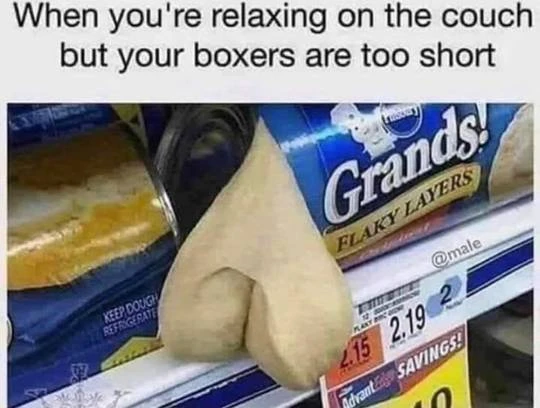 When you're relaxing on the couch
but your boxers are too short
Grands!
FLAKY LAYERS
@male
KEEP DOUGH
REFRIGERATE
2.15 2.19 2
Advant SAVINGS!